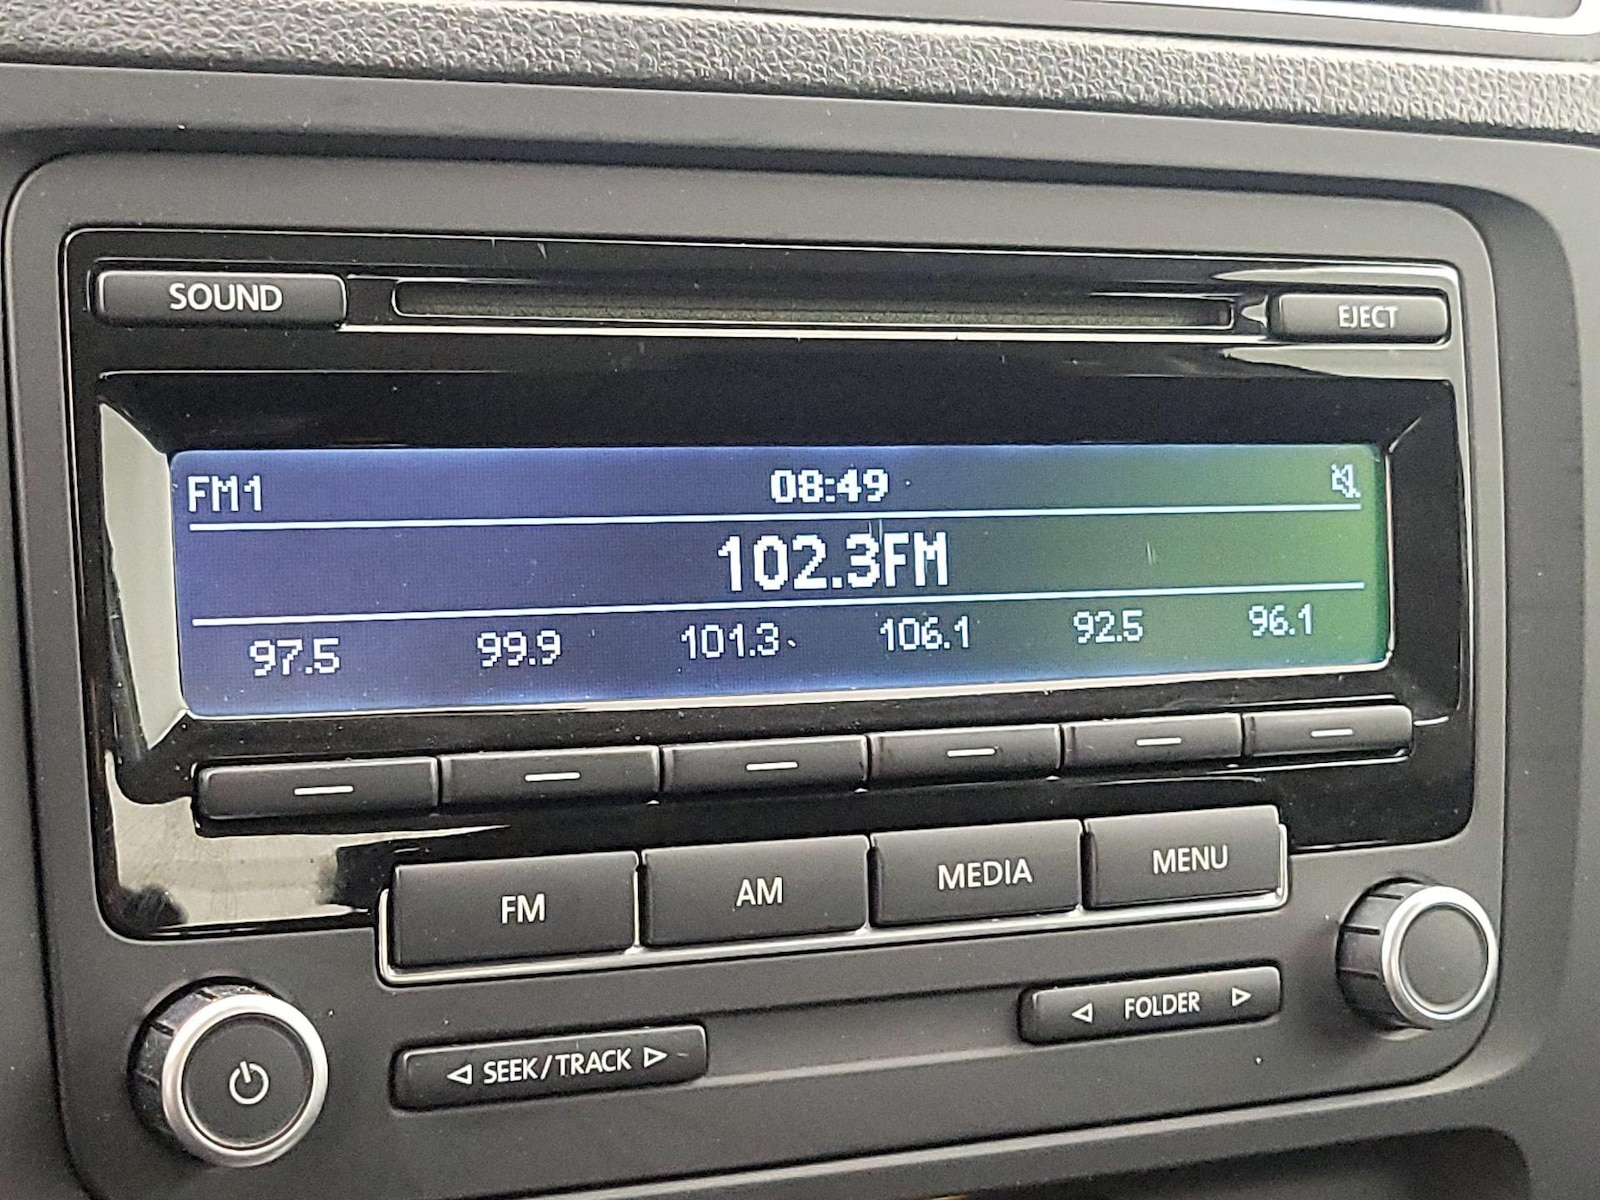 SOUND EJECT
FM1 08:49
102.3FM
97.5 99.9 101.3 106.1 92.5 96.1
FM AM MEDIA MENU
SEEK/TRACK FOLDER